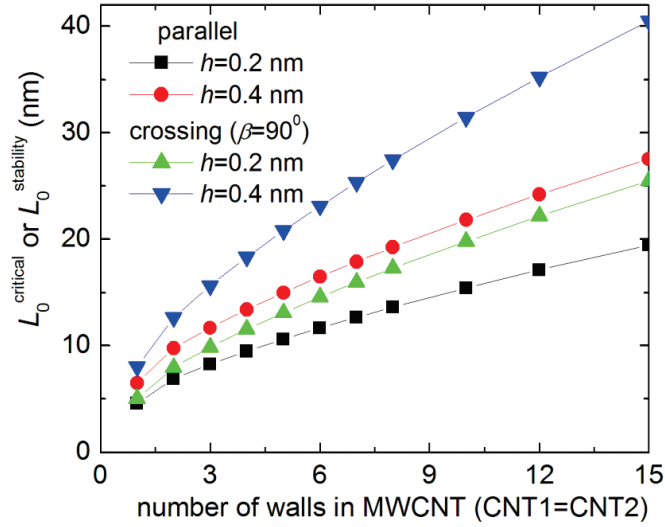 40
30
20
10
0
L₀ᶜʳⁱᵗⁱᶜᵃˡ or L₀ˢᵗᵃᵇⁱˡⁱᵗʸ (nm)
parallel
h=0.2 nm
h=0.4 nm
crossing (β=90⁰)
h=0.2 nm
h=0.4 nm
0 3 6 9 12 15
number of walls in MWCNT (CNT1=CNT2)